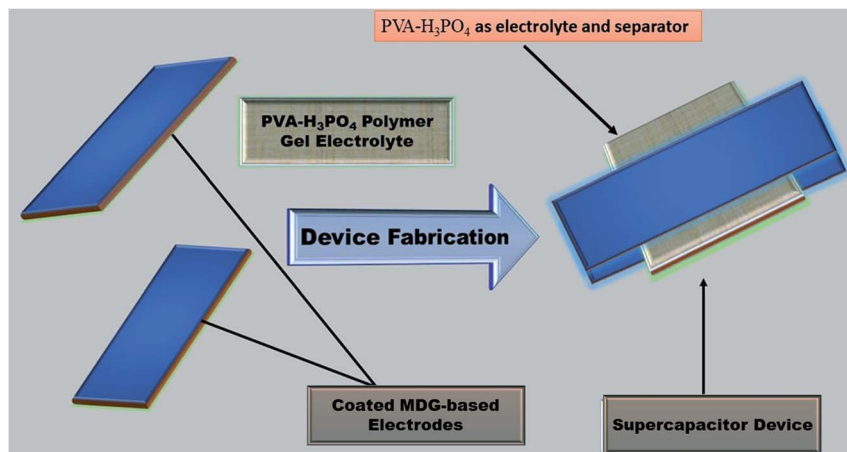 PVA-H₃PO₄ as electrolyte and separator
PVA-H₃PO₄ Polymer
Gel Electrolyte
Device Fabrication
Coated MDG-based
Electrodes
Supercapacitor Device